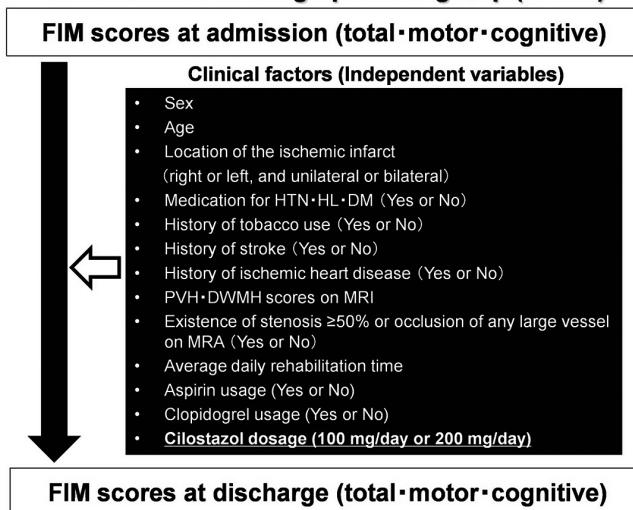 FIM scores at admission (total･motor･cognitive)
Clinical factors (Independent variables)
• Sex
• Age
• Location of the ischemic infarct
(right or left, and unilateral or bilateral)
• Medication for HTN･HL･DM (Yes or No)
• History of tobacco use (Yes or No)
• History of stroke (Yes or No)
• History of ischemic heart disease (Yes or No)
• PVH･DWMH scores on MRI
• Existence of stenosis ≥50% or occlusion of any large vessel
on MRA (Yes or No)
• Average daily rehabilitation time
• Aspirin usage (Yes or No)
• Clopidogrel usage (Yes or No)
• Cilostazol dosage (100 mg/day or 200 mg/day)
FIM scores at discharge (total･motor･cognitive)